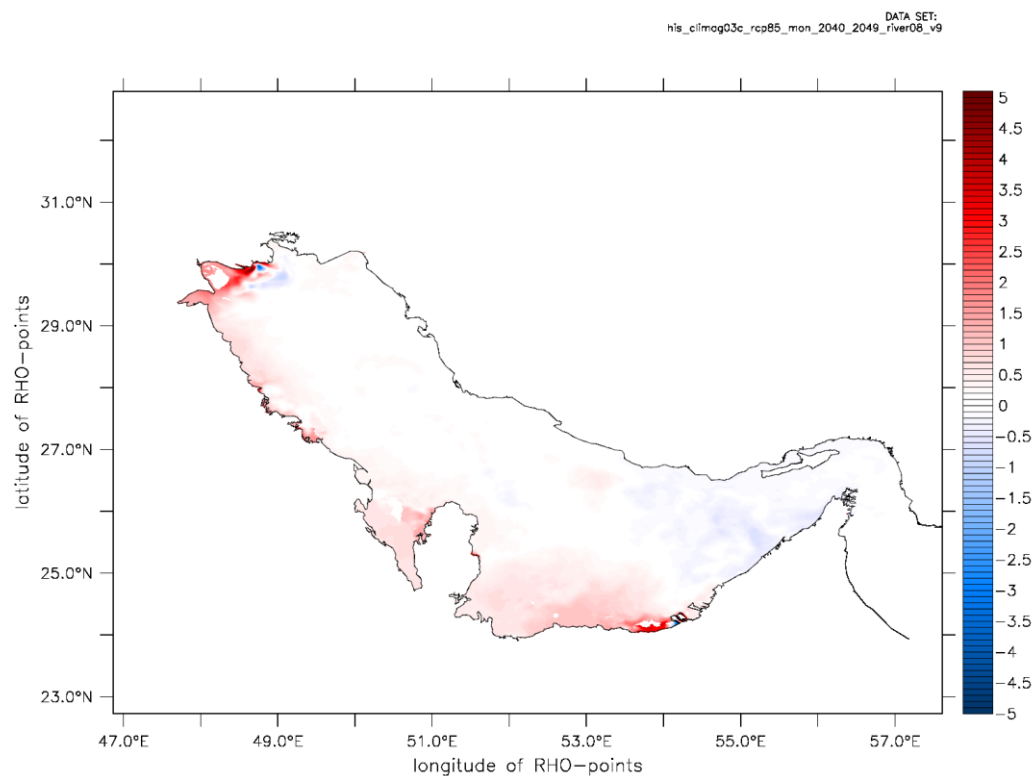 DATA SET:
his_climag03c_rcp85_mon_2040_2049_river08_v9
31.0°N
29.0°N
27.0°N
25.0°N
23.0°N
latitude of RHO-points
47.0°E 49.0°E 51.0°E 53.0°E 55.0°E 57.0°E
longitude of RHO-points
5
4.5
4
3.5
3
2.5
2
1.5
1
0.5
0
-0.5
-1
-1.5
-2
-2.5
-3
-3.5
-4
-4.5
-5